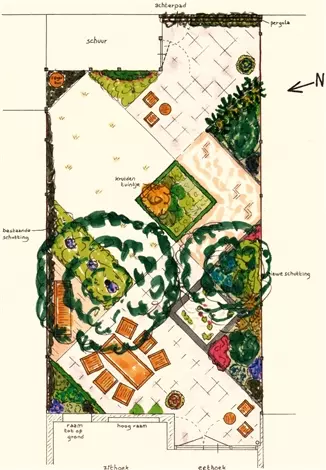 achterpad
schuur
pergola
N
kruiden
tuintje
bestaande
schutting
nieuwe schutting
raam
tot op
grond
hoog raam
zithoek
eethoek